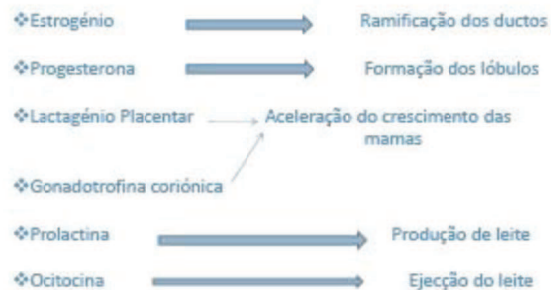 ❖Estrogénio Ramificação dos ductos
❖Progesterona Formação dos lóbulos
❖Lactagénio Placentar Aceleração do crescimento das
mamas
❖Gonadotrofina coriónica
❖Prolactina Produção de leite
❖Ocitocina Ejecção do leite